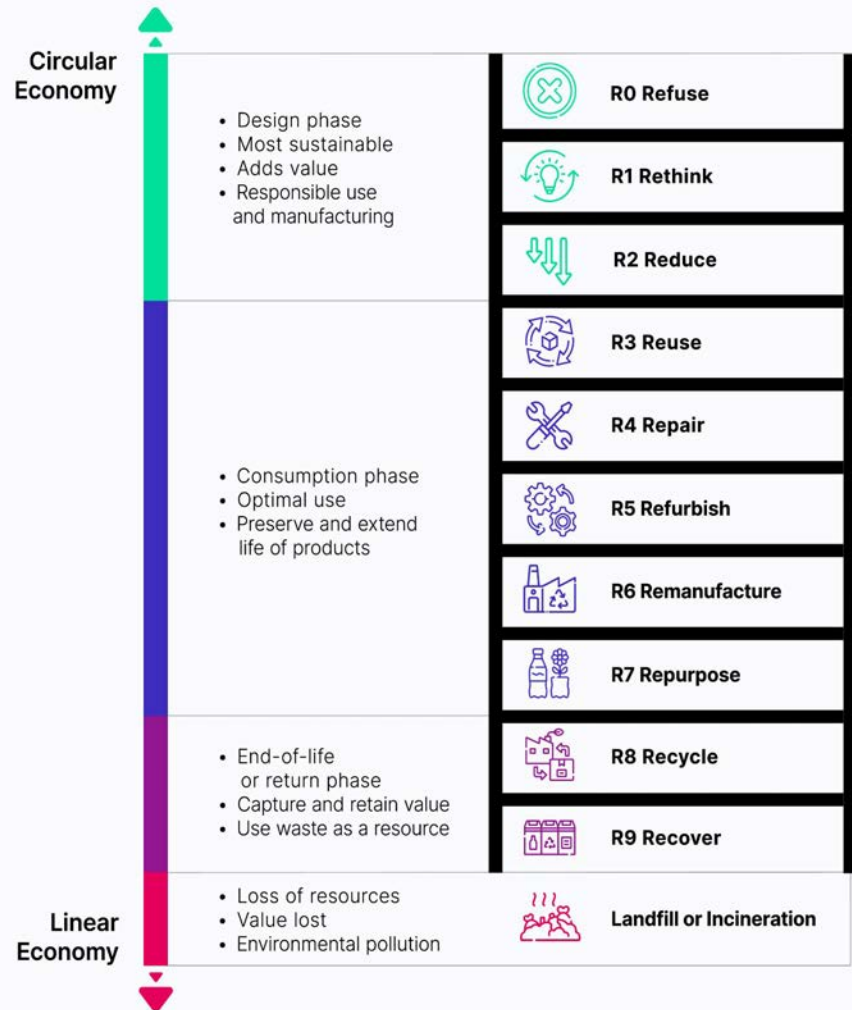 Circular
Economy
• Design phase
• Most sustainable
• Adds value
• Responsible use
and manufacturing
R0 Refuse
R1 Rethink
R2 Reduce
• Consumption phase
• Optimal use
• Preserve and extend
life of products
R3 Reuse
R4 Repair
R5 Refurbish
R6 Remanufacture
R7 Repurpose
• End-of-life
or return phase
• Capture and retain value
• Use waste as a resource
R8 Recycle
R9 Recover
Linear
Economy
• Loss of resources
• Value lost
• Environmental pollution
Landfill or Incineration